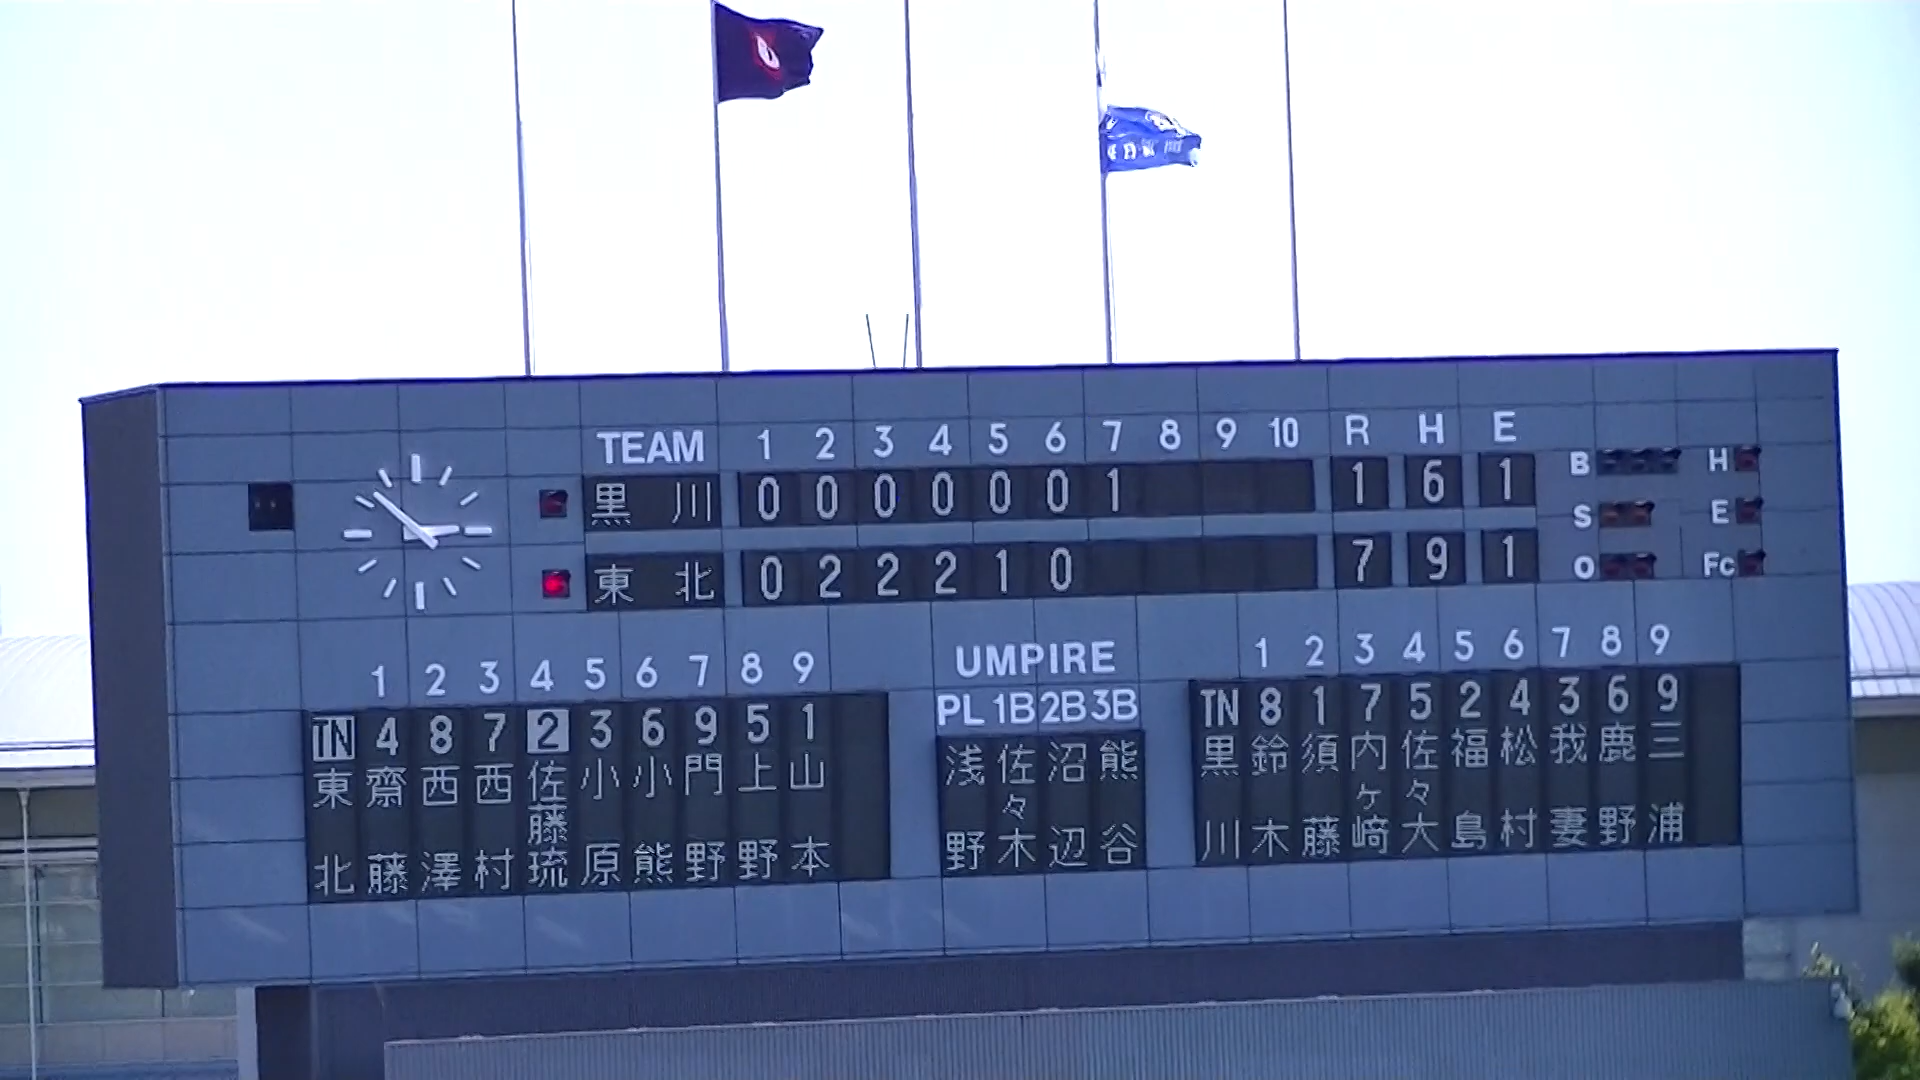 TEAM 1 2 3 4 5 6 7 8 9 10 R H E
黒川 0 0 0 0 0 0 1 1 6 1
東北 0 2 2 2 1 0 7 9 1
B H
S E
O Fc
1 2 3 4 5 6 7 8 9
TN 4 8 7 2 3 6 9 5 1
東北 齋藤 西澤 西村 佐藤琉 小原 小熊 門野 上野 山本
UMPIRE
PL 1B 2B 3B
浅野 佐々木 沼辺 熊谷
1 2 3 4 5 6 7 8 9
TN 8 1 7 5 2 4 3 6 9
黒川 鈴木 須藤 内ヶ﨑 佐々大 福島 松村 我妻 鹿野 三浦